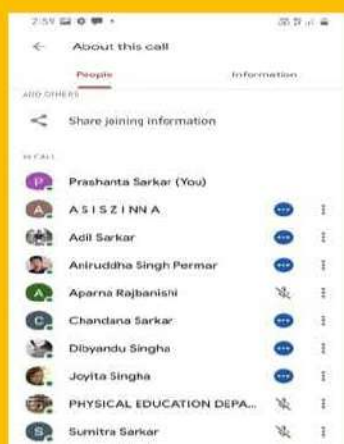 2:59
About this call
People Information
ADD OTHERS
Share joining information
IN CALL
P Prashanta Sarkar (You)
A A S I S Z I N N A
Adil Sarkar
Aniruddha Singh Permar
A Aparna Rajbanishi
C Chandana Sarkar
Dibyandu Singha
Joyita Singha
PHYSICAL EDUCATION DEPA...
S Sumitra Sarkar